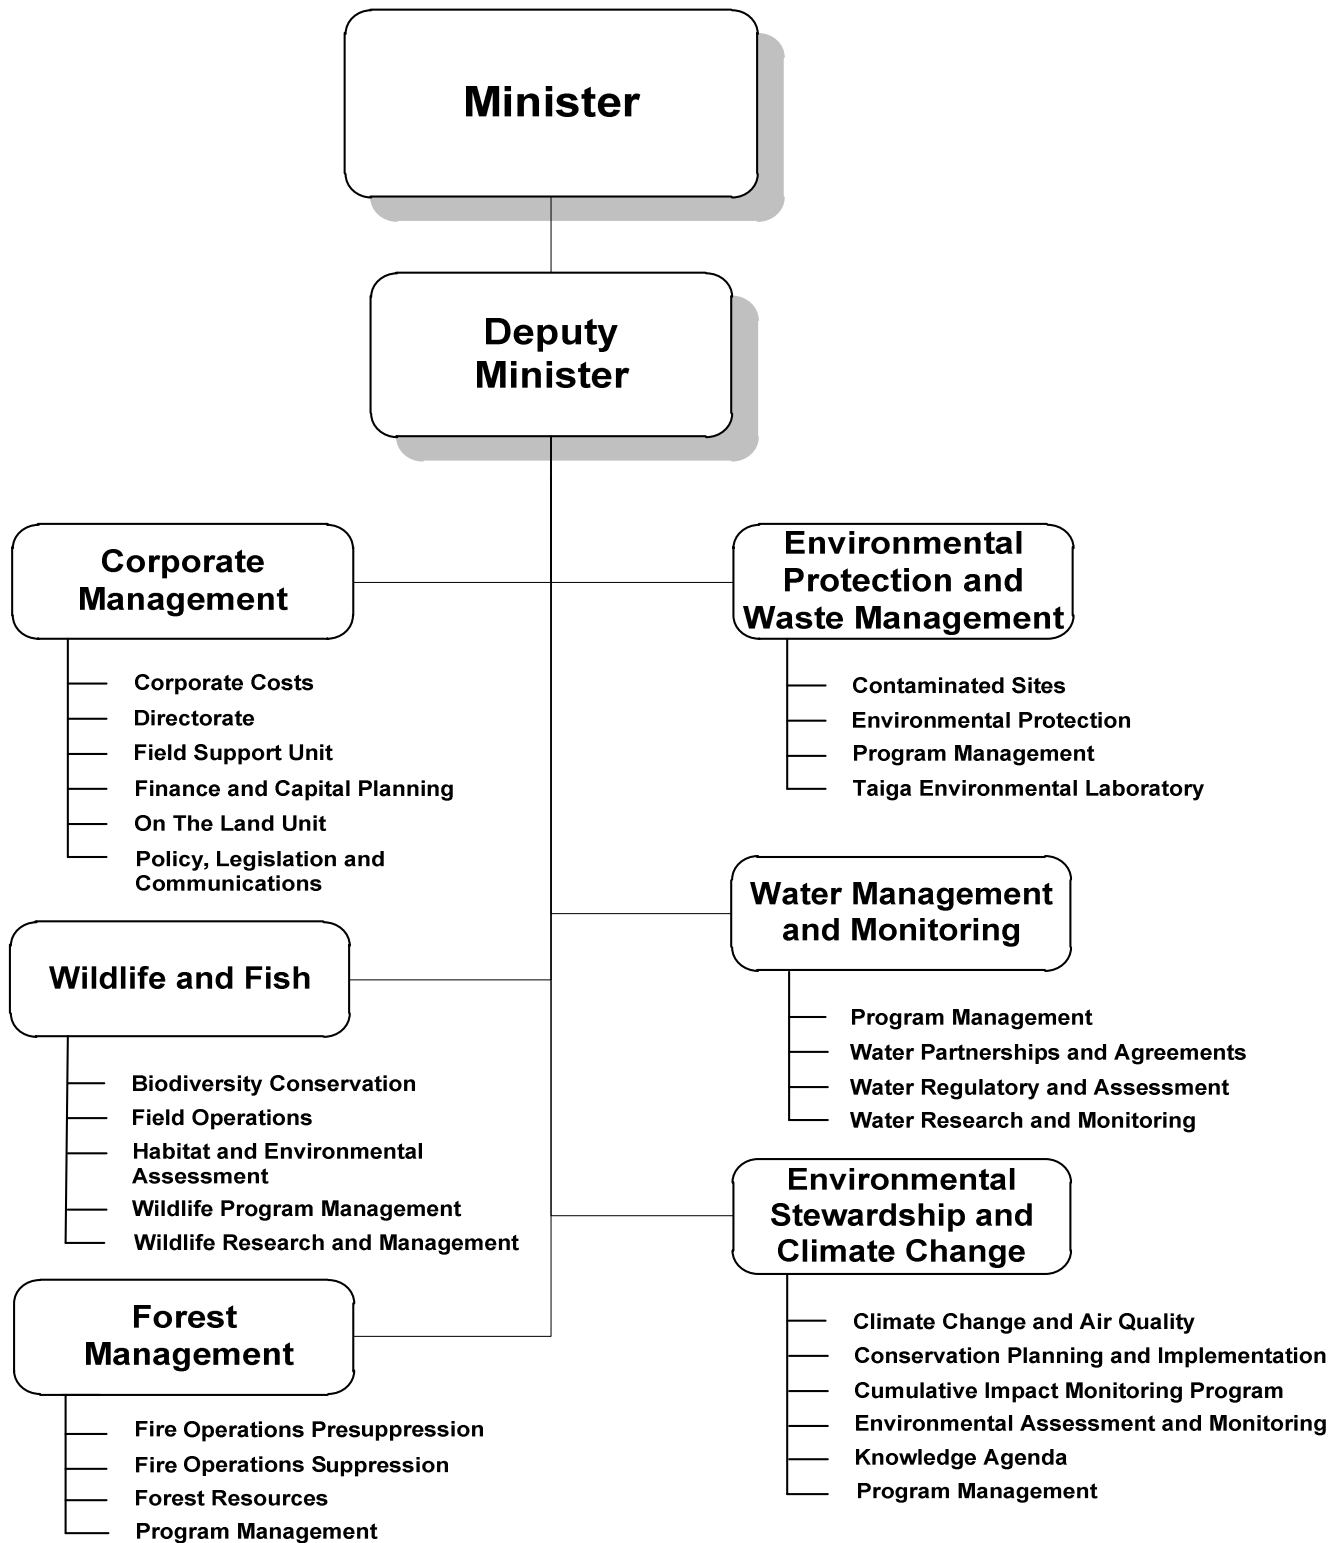 Minister
Deputy
Minister
Corporate
Management
Corporate Costs
Directorate
Field Support Unit
Finance and Capital Planning
On The Land Unit
Policy, Legislation and
Communications
Wildlife and Fish
Biodiversity Conservation
Field Operations
Habitat and Environmental
Assessment
Wildlife Program Management
Wildlife Research and Management
Forest
Management
Fire Operations Presuppression
Fire Operations Suppression
Forest Resources
Program Management
Environmental
Protection and
Waste Management
Contaminated Sites
Environmental Protection
Program Management
Taiga Environmental Laboratory
Water Management
and Monitoring
Program Management
Water Partnerships and Agreements
Water Regulatory and Assessment
Water Research and Monitoring
Environmental
Stewardship and
Climate Change
Climate Change and Air Quality
Conservation Planning and Implementation
Cumulative Impact Monitoring Program
Environmental Assessment and Monitoring
Knowledge Agenda
Program Management